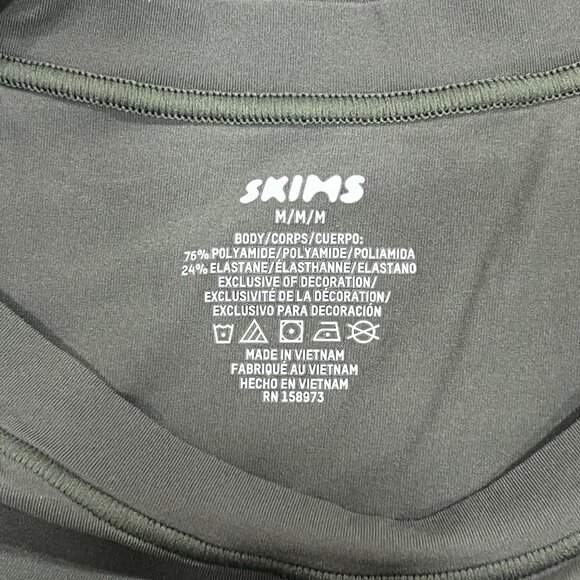 SKIMS
M/M/M
BODY/CORPS/CUERPO:
76% POLYAMIDE/POLYAMIDE/POLIAMIDA
24% ELASTANE/ÉLASTHANNE/ELASTANO
EXCLUSIVE OF DECORATION/
EXCLUSIVITÉ DE LA DÉCORATION/
EXCLUSIVO PARA DECORACIÓN
MADE IN VIETNAM
FABRIQUÉ AU VIETNAM
HECHO EN VIETNAM
RN 158973